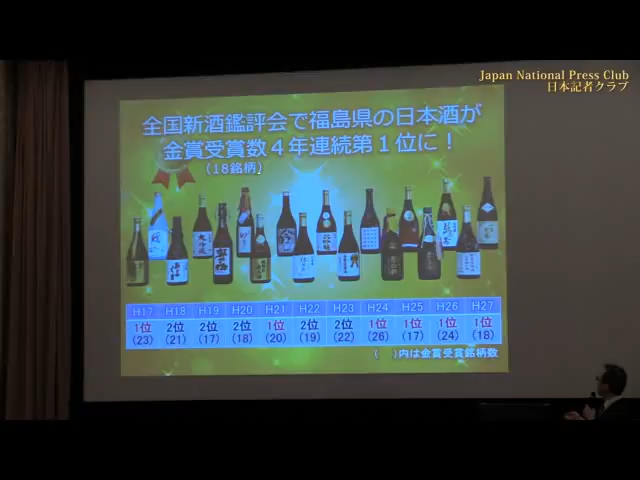 Japan National Press Club
日本記者クラブ
全国新酒鑑評会で福島県の日本酒が
金賞受賞数４年連続第１位に！
（18銘柄）
H17 H18 H19 H20 H21 H22 H23 H24 H25 H26 H27
1位 2位 2位 2位 1位 2位 2位 1位 1位 1位 1位
(23) (21) (17) (18) (20) (19) (22) (26) (17) (24) (18)
（　）内は金賞受賞銘柄数